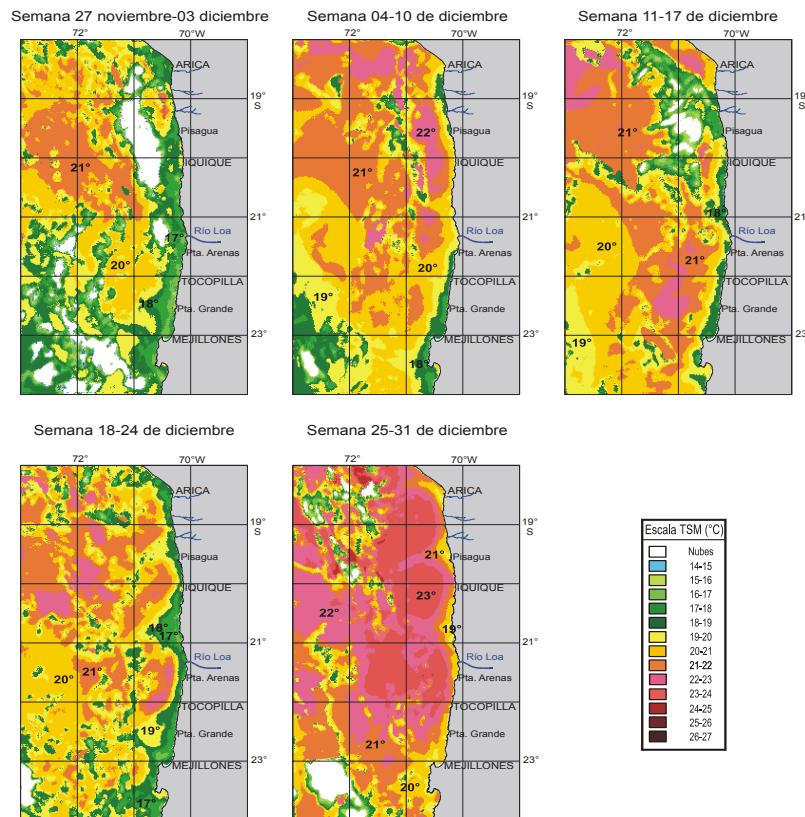 Semana 27 noviembre-03 diciembre
72°
70°W
ARICA
19°
S
Pisagua
21°
IQUIQUE
21°
17°
Río Loa
20°
Pta. Arenas
TOCOPILLA
18°
Pta. Grande
23°
MEJILLONES
Semana 04-10 de diciembre
72°
70°W
ARICA
19°
S
22°
Pisagua
21°
IQUIQUE
21°
Río Loa
20°
Pta. Arenas
TOCOPILLA
19°
Pta. Grande
23°
MEJILLONES
18°
Semana 11-17 de diciembre
72°
70°W
ARICA
19°
S
21°
Pisagua
IQUIQUE
18°
21°
20°
Río Loa
21°
Pta. Arenas
TOCOPILLA
Pta. Grande
19°
23°
MEJILLONES
Semana 18-24 de diciembre
72°
70°W
ARICA
19°
S
Pisagua
IQUIQUE
18°
17°
21°
Río Loa
20°
21°
Pta. Arenas
TOCOPILLA
19°
Pta. Grande
23°
MEJILLONES
17°
Semana 25-31 de diciembre
72°
70°W
ARICA
19°
S
21°
Pisagua
IQUIQUE
23°
22°
19°
21°
Río Loa
Pta. Arenas
TOCOPILLA
21°
Pta. Grande
23°
MEJILLONES
20°
Escala TSM (°C)
Nubes
14-15
15-16
16-17
17-18
18-19
19-20
20-21
21-22
22-23
23-24
24-25
25-26
26-27